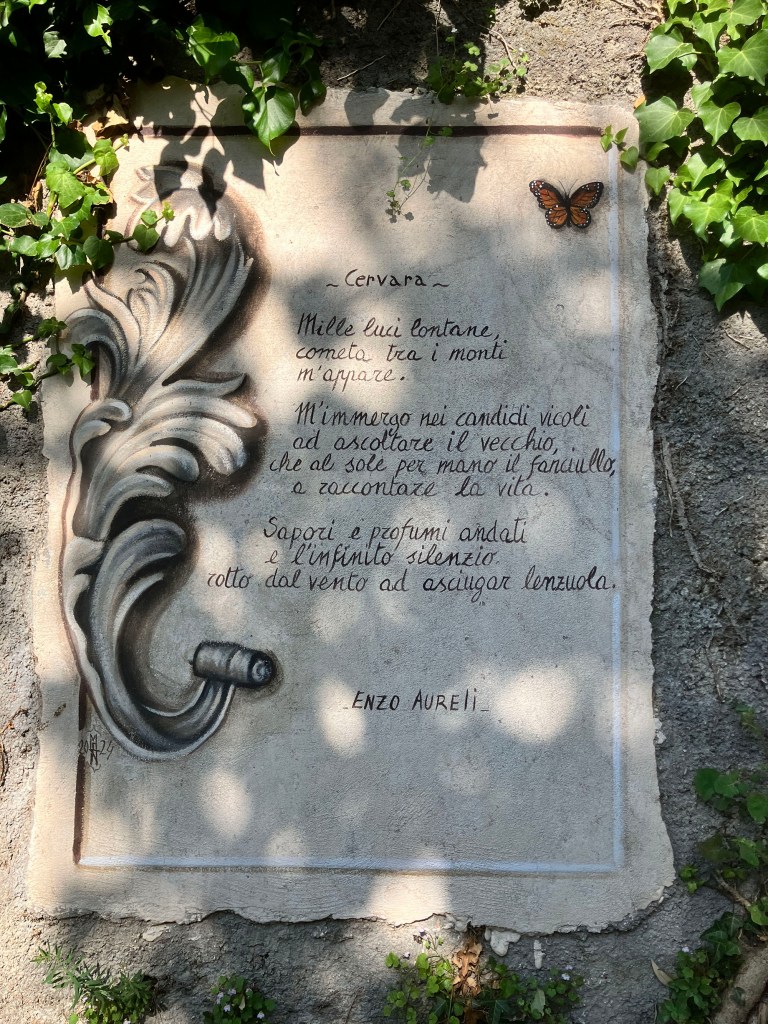 ~ Cervara ~
Mille luci lontane,
cometa tra i monti
m'appare.
M'immergo nei candidi vicoli
ad ascoltare il vecchio,
che al sole per mano il fanciullo,
a raccontare la vita.
Sapori e profumi andati
e l'infinito silenzio
rotto dal vento ad asciugar lenzuola.
_ENZO AURELI_
2024